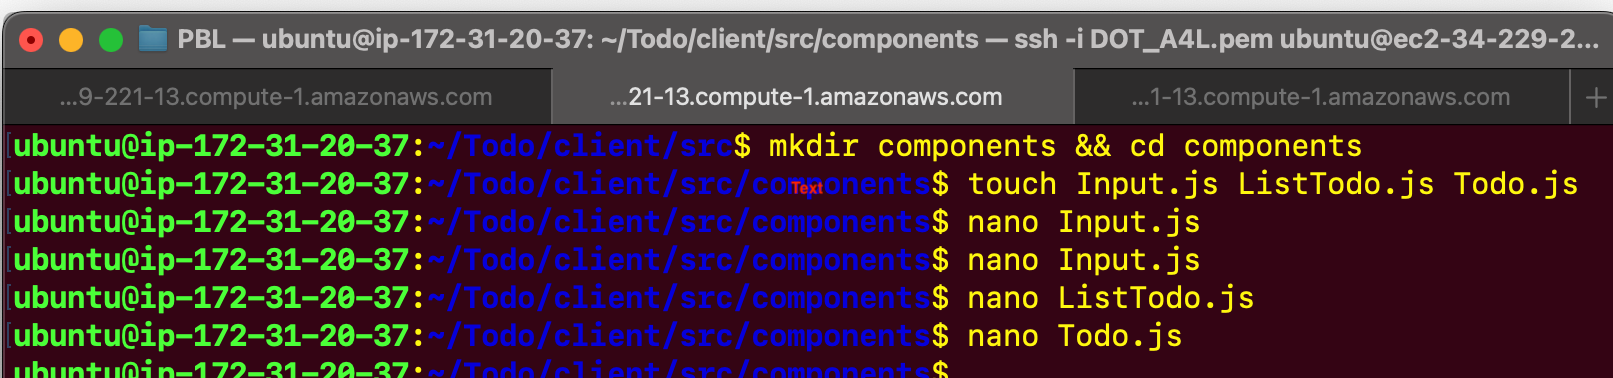 PBL — ubuntu@ip-172-31-20-37: ~/Todo/client/src/components — ssh -i DOT_A4L.pem ubuntu@ec2-34-229-2...
...9-221-13.compute-1.amazonaws.com ...21-13.compute-1.amazonaws.com ...1-13.compute-1.amazonaws.com +
[ubuntu@ip-172-31-20-37:~/Todo/client/src$ mkdir components && cd components
[ubuntu@ip-172-31-20-37:~/Todo/client/src/components$ touch Input.js ListTodo.js Todo.js
Text
[ubuntu@ip-172-31-20-37:~/Todo/client/src/components$ nano Input.js
[ubuntu@ip-172-31-20-37:~/Todo/client/src/components$ nano Input.js
[ubuntu@ip-172-31-20-37:~/Todo/client/src/components$ nano ListTodo.js
[ubuntu@ip-172-31-20-37:~/Todo/client/src/components$ nano Todo.js
ubuntu@ip-172-31-20-37:~/Todo/client/src/components$